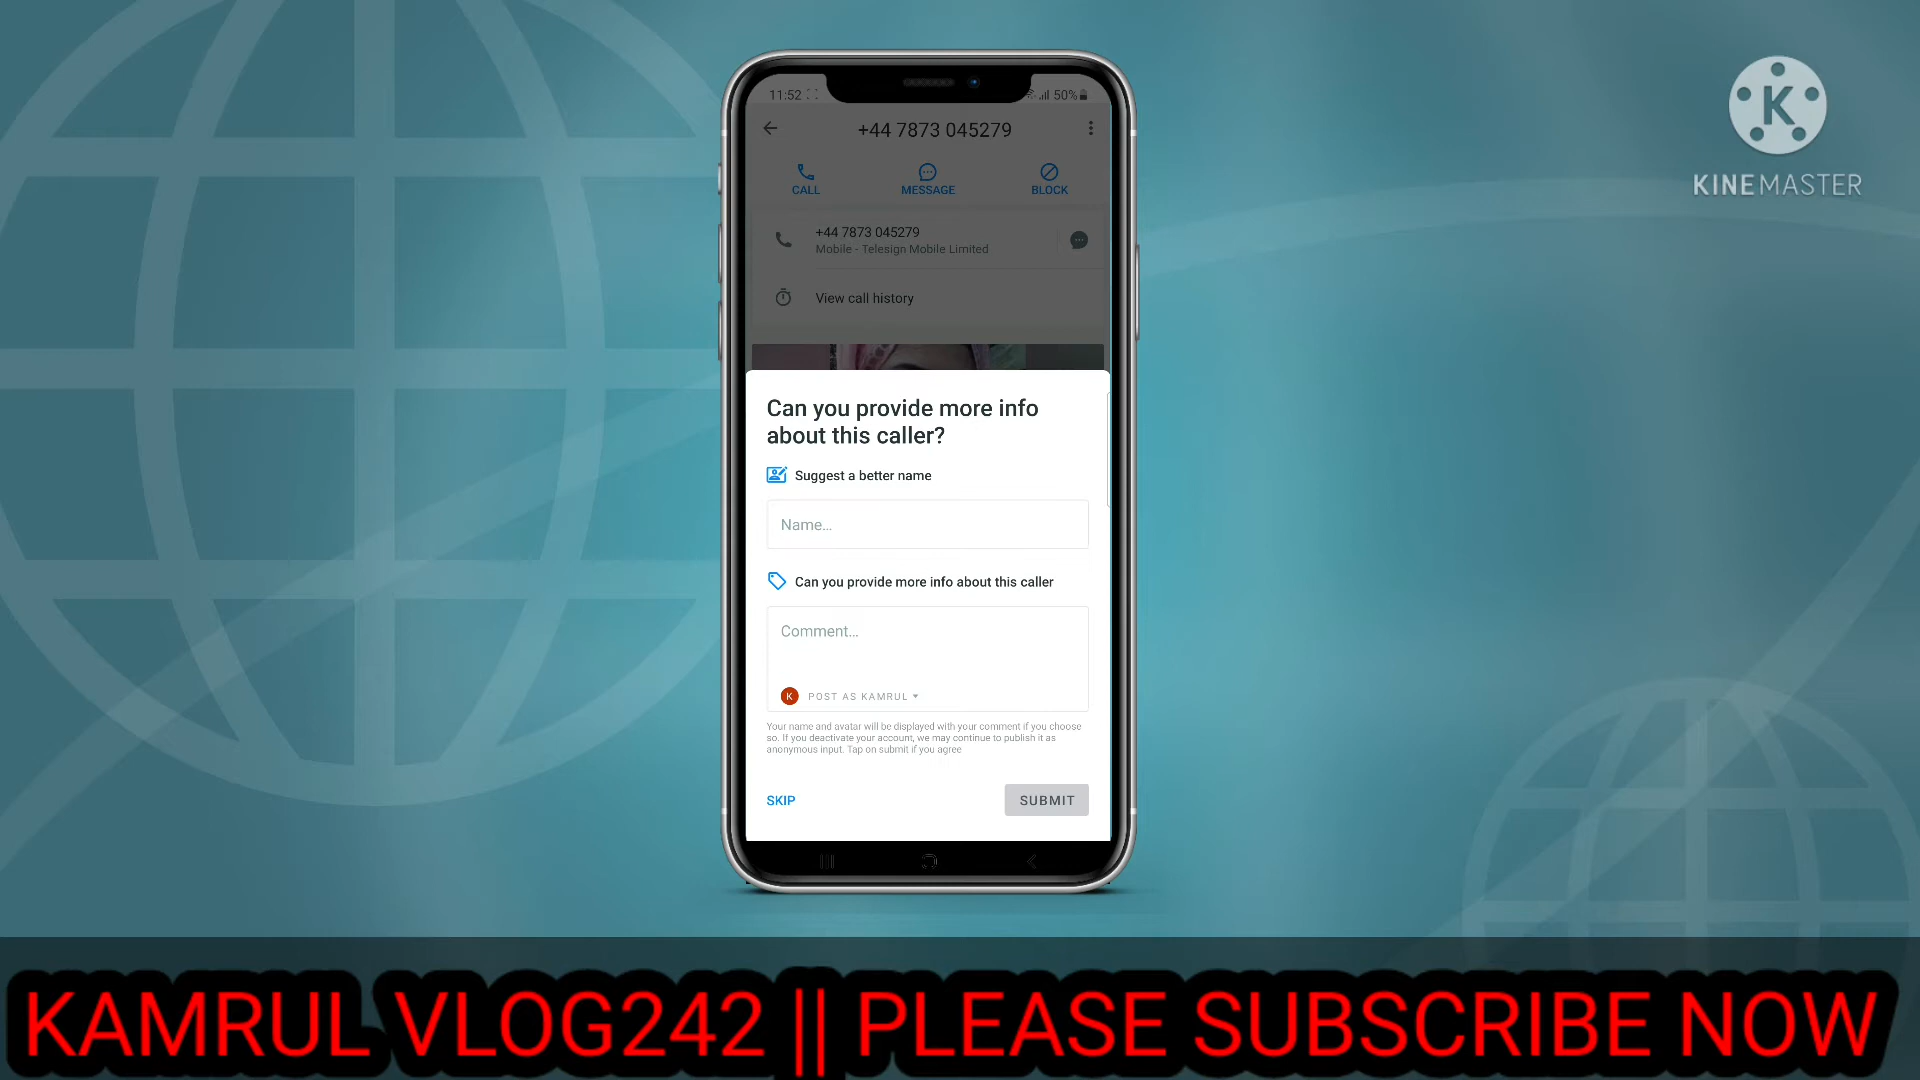 11:52
50%
+44 7873 045279
CALL
MESSAGE
BLOCK
+44 7873 045279
Mobile - Telesign Mobile Limited
View call history
Can you provide more info
about this caller?
Suggest a better name
Name...
Can you provide more info about this caller
Comment...
K
POST AS KAMRUL
Your name and avatar will be displayed with your comment if you choose
so. If you deactivate your account, we may continue to publish it as
anonymous input. Tap on submit if you agree
SKIP
SUBMIT
K
KINEMASTER
KAMRUL VLOG242 || PLEASE SUBSCRIBE NOW